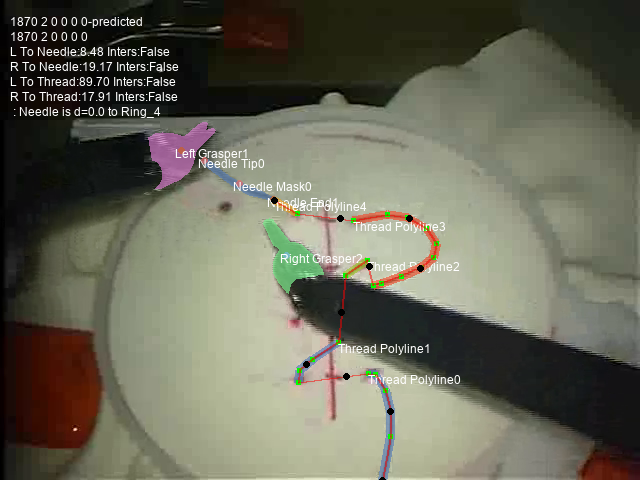 1870 2 0 0 0 0-predicted
1870 2 0 0 0 0
L To Needle:8.48 Inters:False
R To Needle:19.17 Inters:False
L To Thread:89.70 Inters:False
R To Thread:17.91 Inters:False
: Needle is d=0.0 to Ring_4
Left Grasper1
Needle Tip0
Needle Mask0
Needle End1
Thread Polyline4
Thread Polyline3
Right Grasper2
Thread Polyline2
Thread Polyline1
Thread Polyline0